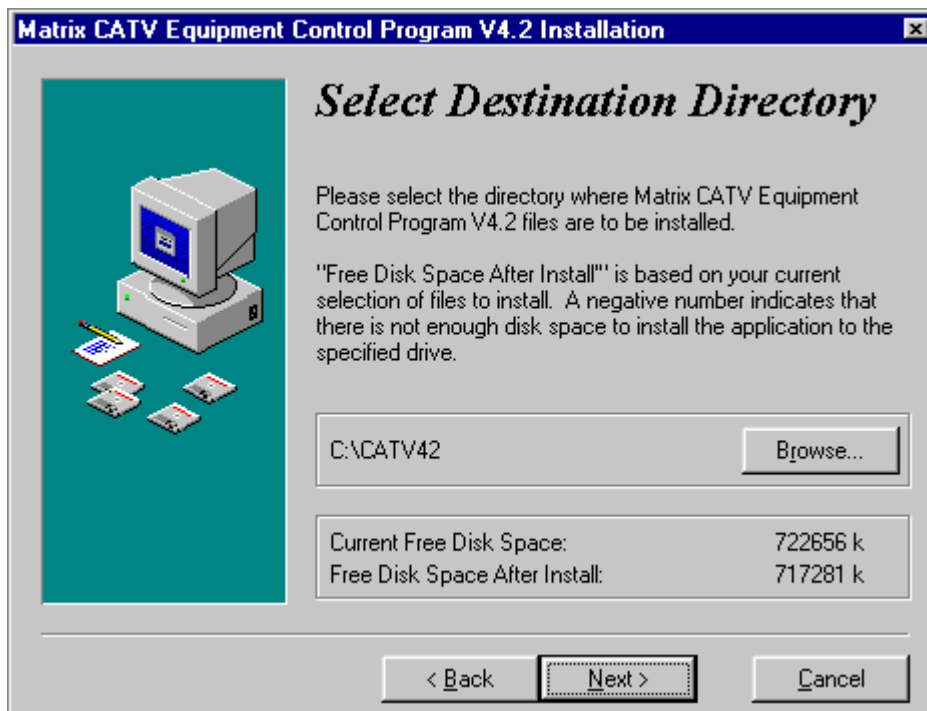 Matrix CATV Equipment Control Program V4.2 Installation
Select Destination Directory
Please select the directory where Matrix CATV Equipment
Control Program V4.2 files are to be installed.
"Free Disk Space After Install"' is based on your current
selection of files to install.  A negative number indicates that
there is not enough disk space to install the application to the
specified drive.
C:\CATV42
Browse...
Current Free Disk Space: 722656 k
Free Disk Space After Install: 717281 k
< Back Next > Cancel